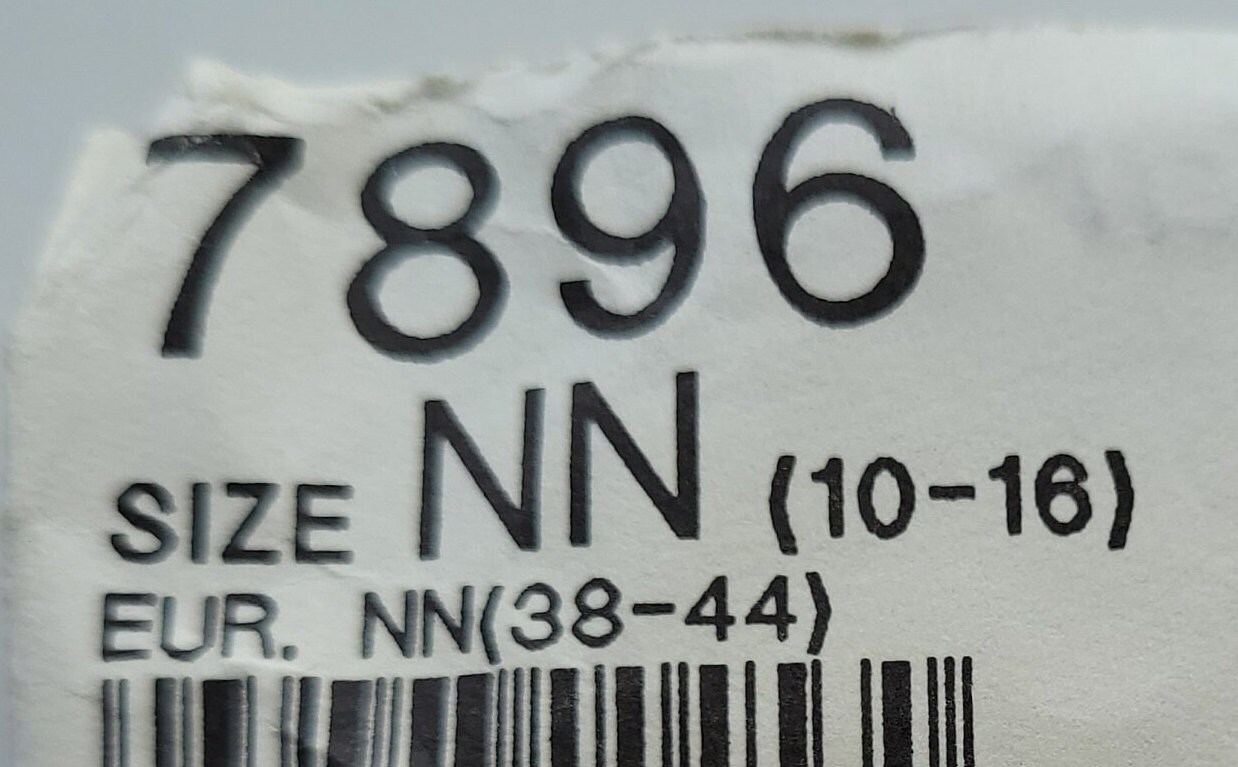 7896
SIZE NN (10-16)
EUR. NN(38-44)